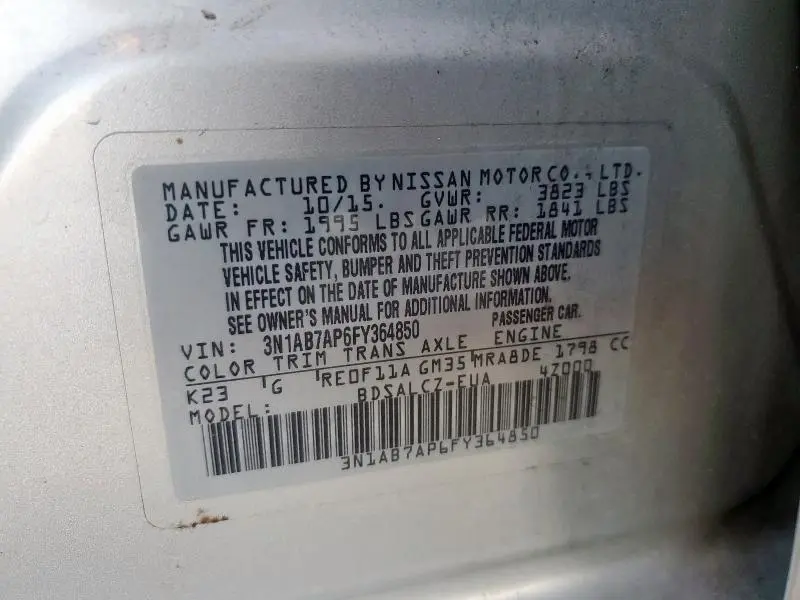 MANUFACTURED BY NISSAN MOTOR CO., LTD.
DATE: 10/15. GVWR: 3823 LBS
GAWR FR: 1995 LBS GAWR RR: 1841 LBS
THIS VEHICLE CONFORMS TO ALL APPLICABLE FEDERAL MOTOR
VEHICLE SAFETY, BUMPER AND THEFT PREVENTION STANDARDS
IN EFFECT ON THE DATE OF MANUFACTURE SHOWN ABOVE.
SEE OWNER'S MANUAL FOR ADDITIONAL INFORMATION.
VIN: 3N1AB7AP6FY364850 PASSENGER CAR.
COLOR TRIM TRANS AXLE ENGINE
K23 G RE0F11A GM35 MRA8DE 1798 CC
MODEL: BDSALCZ-EUA 4Z000
3N1AB7AP6FY364850